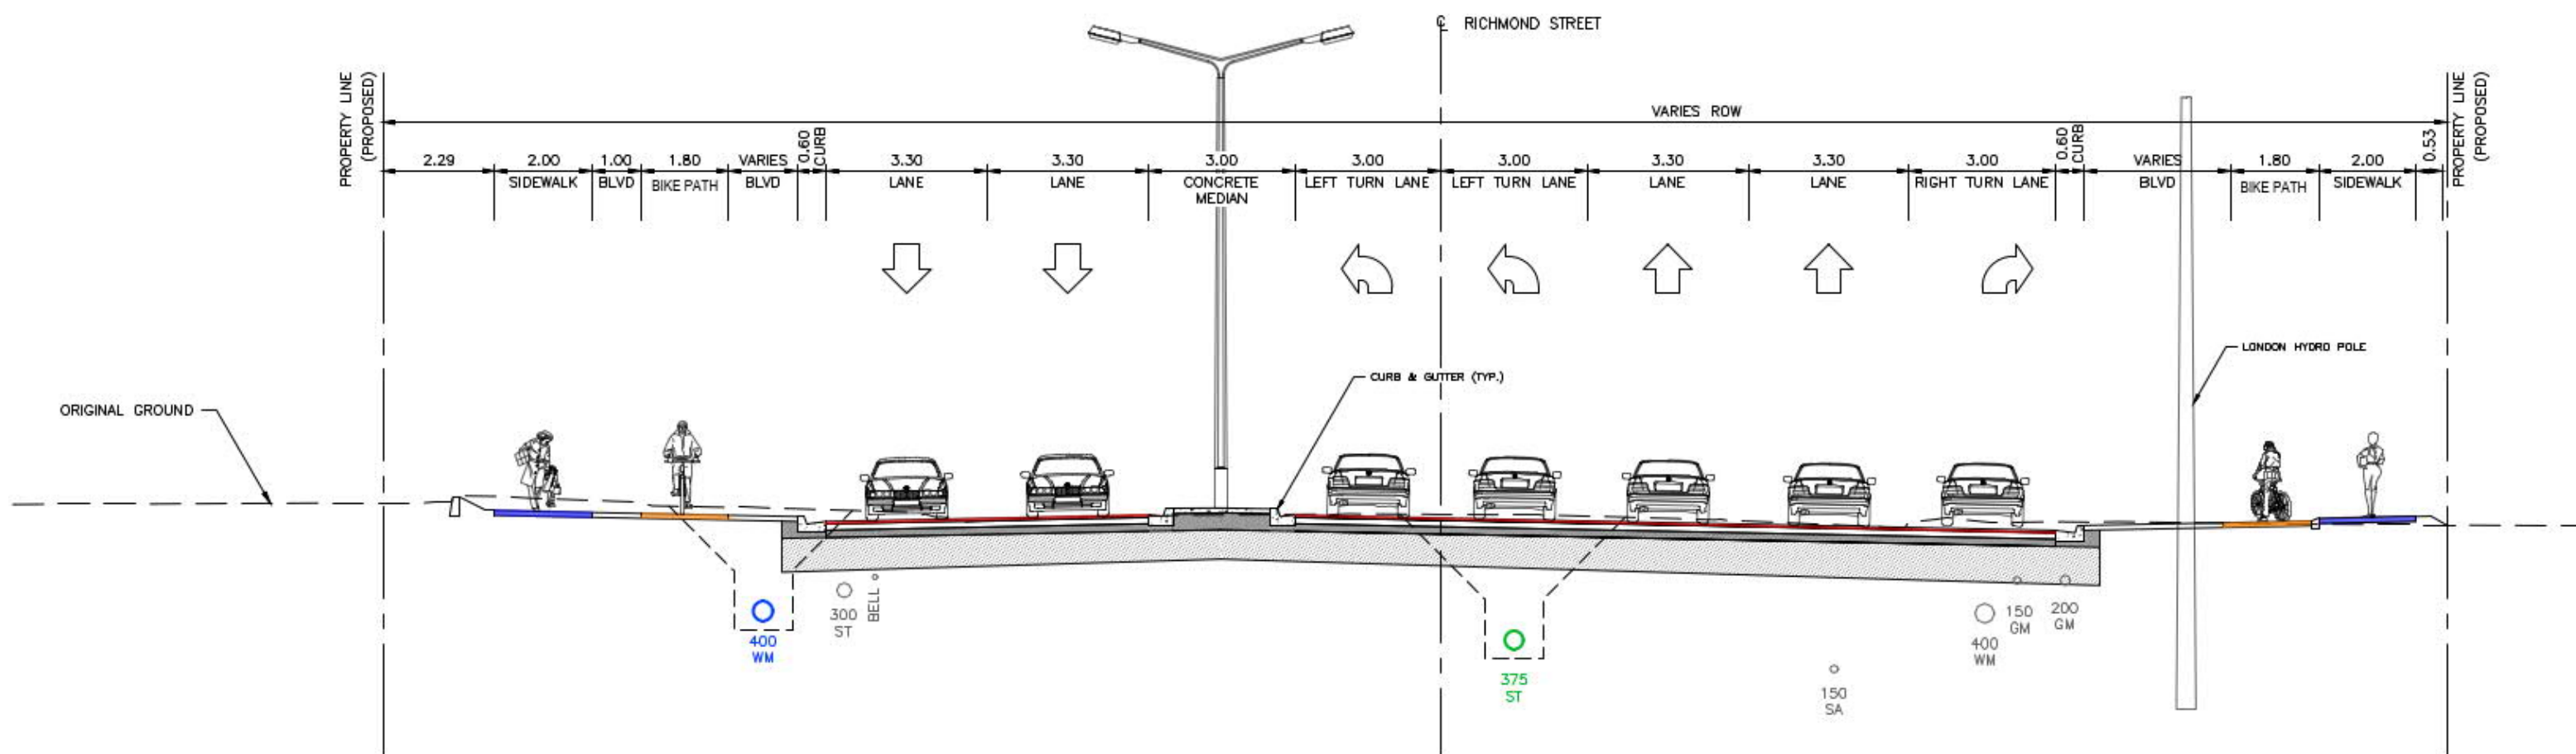 ℄ RICHMOND STREET
PROPERTY LINE
(PROPOSED)
VARIES ROW
PROPERTY LINE
(PROPOSED)
2.29
2.00
SIDEWALK
1.00
BLVD
1.80
BIKE PATH
VARIES
BLVD
0.60
CURB
3.30
LANE
3.30
LANE
3.00
CONCRETE
MEDIAN
3.00
LEFT TURN LANE
3.00
LEFT TURN LANE
3.30
LANE
3.30
LANE
3.00
RIGHT TURN LANE
0.60
CURB
VARIES
BLVD
1.80
BIKE PATH
2.00
SIDEWALK
0.53
LONDON HYDRO POLE
CURB & GUTTER (TYP.)
ORIGINAL GROUND
400
WM
300
ST
BELL
375
ST
150
SA
400
WM
150
GM
200
GM